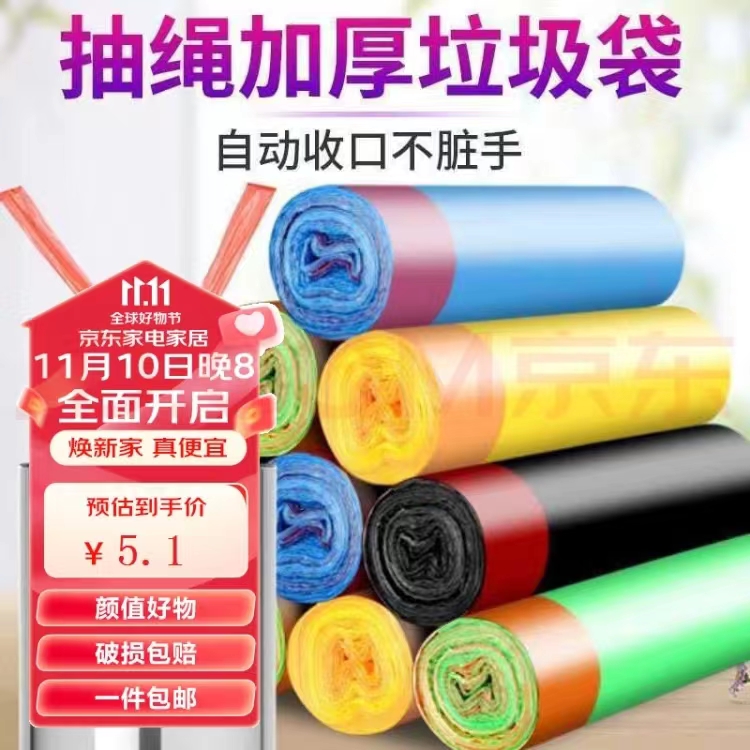 抽绳加厚垃圾袋
自动收口不脏手
11.11
全球好物节
京东家电家居
11月10日晚8
全面开启
焕新家 真便宜
预估到手价
¥ 5.1
颜值好物
破损包赔
一件包邮
京东